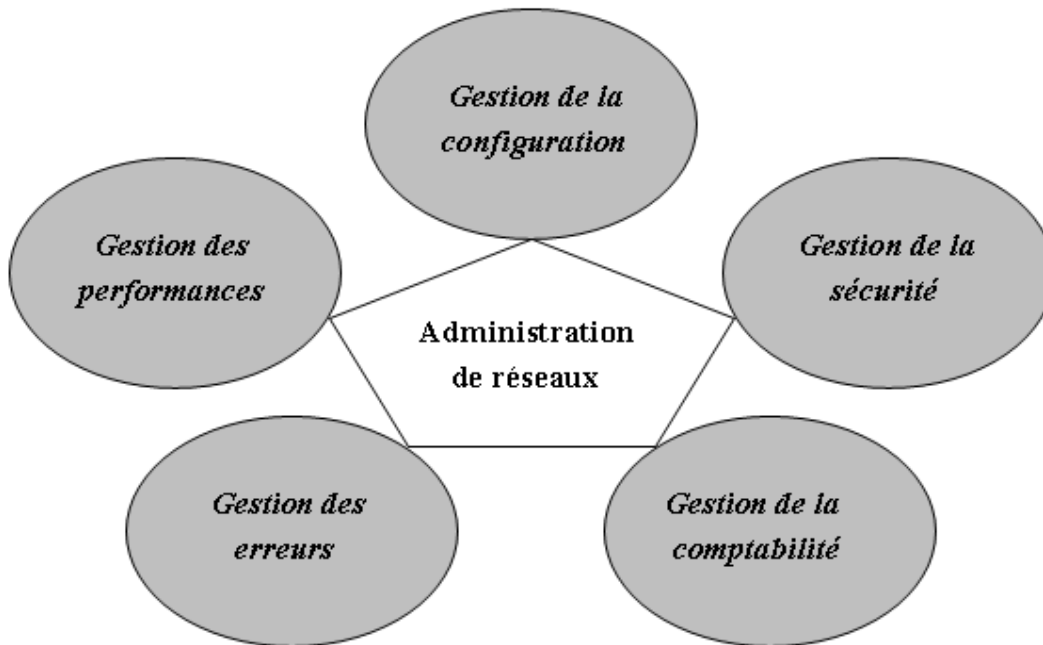 Gestion de la
configuration
Gestion des
performances
Gestion de la
sécurité
Administration
de réseaux
Gestion des
erreurs
Gestion de la
comptabilité